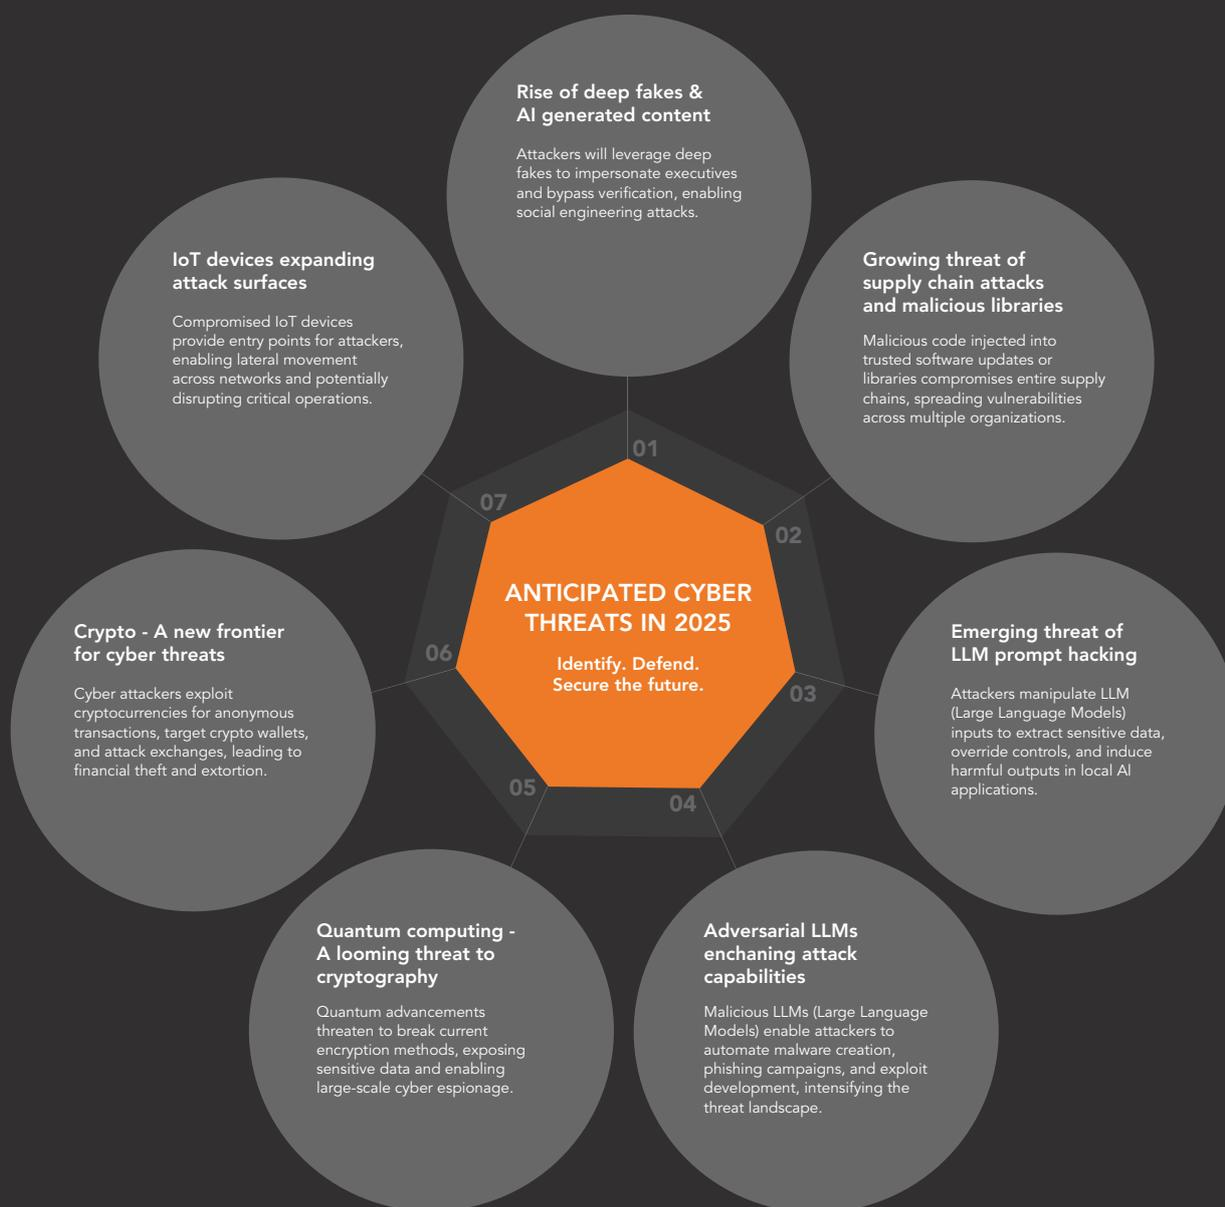 ANTICIPATED CYBER
THREATS IN 2025
Identify. Defend.
Secure the future.
01
Rise of deep fakes &
AI generated content
Attackers will leverage deep
fakes to impersonate executives
and bypass verification, enabling
social engineering attacks.
02
Growing threat of
supply chain attacks
and malicious libraries
Malicious code injected into
trusted software updates or
libraries compromises entire supply
chains, spreading vulnerabilities
across multiple organizations.
03
Emerging threat of
LLM prompt hacking
Attackers manipulate LLM
(Large Language Models)
inputs to extract sensitive data,
override controls, and induce
harmful outputs in local AI
applications.
04
Adversarial LLMs
enchaning attack
capabilities
Malicious LLMs (Large Language
Models) enable attackers to
automate malware creation,
phishing campaigns, and exploit
development, intensifying the
threat landscape.
05
Quantum computing -
A looming threat to
cryptography
Quantum advancements
threaten to break current
encryption methods, exposing
sensitive data and enabling
large-scale cyber espionage.
06
Crypto - A new frontier
for cyber threats
Cyber attackers exploit
cryptocurrencies for anonymous
transactions, target crypto wallets,
and attack exchanges, leading to
financial theft and extortion.
07
IoT devices expanding
attack surfaces
Compromised IoT devices
provide entry points for attackers,
enabling lateral movement
across networks and potentially
disrupting critical operations.